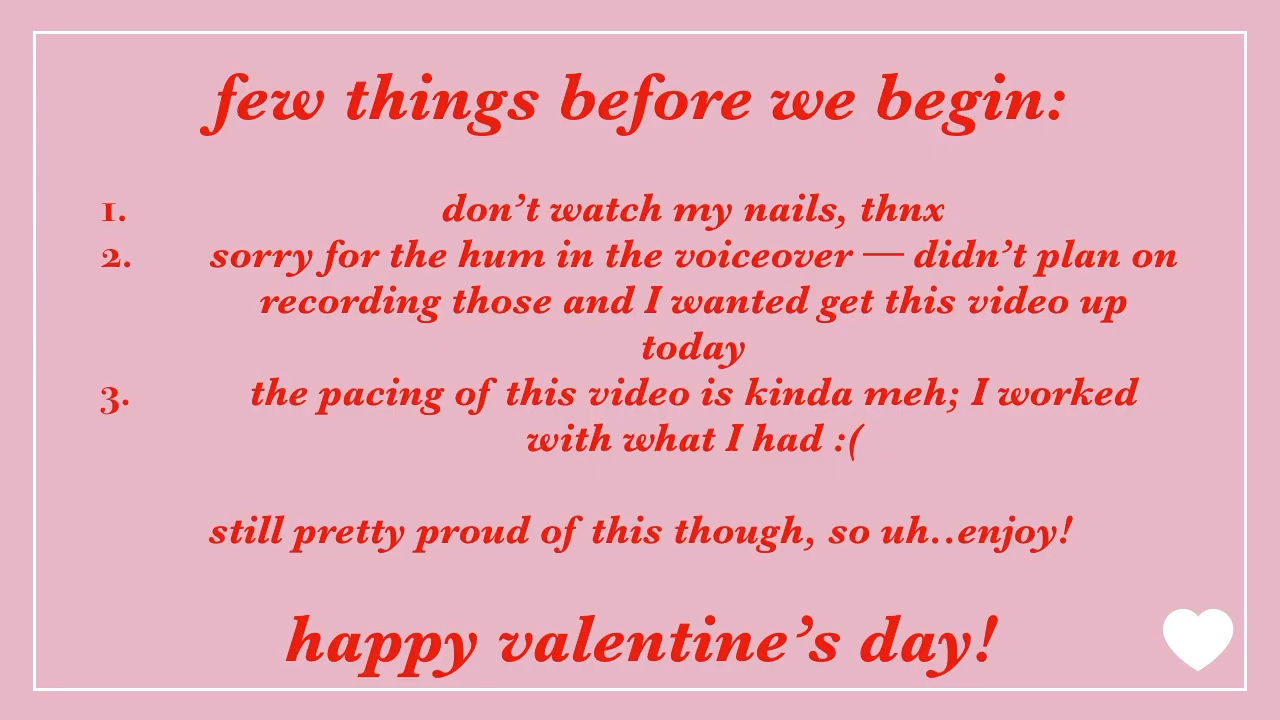 few things before we begin:
1. don’t watch my nails, thnx
2. sorry for the hum in the voiceover — didn’t plan on
recording those and I wanted get this video up
today
3. the pacing of this video is kinda meh; I worked
with what I had :(
still pretty proud of this though, so uh..enjoy!
happy valentine’s day!